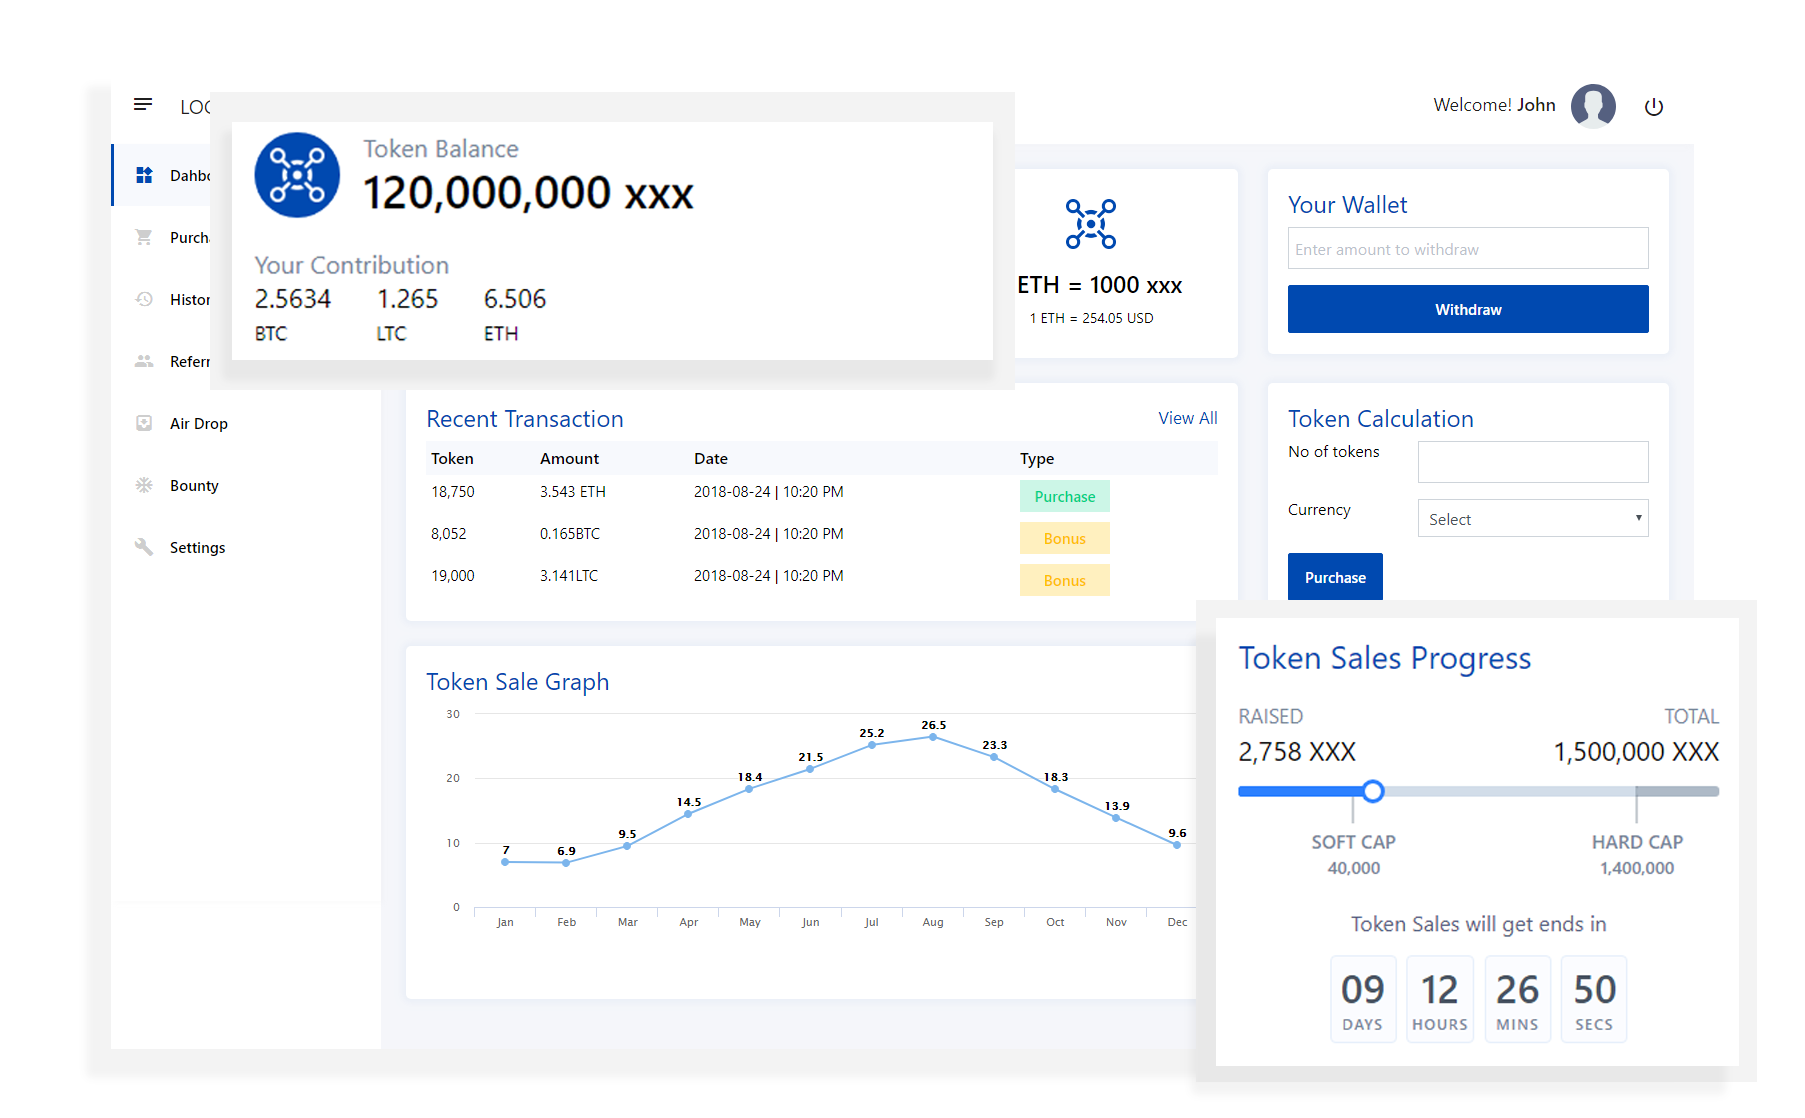 Welcome! John
Token Balance
120,000,000 xxx
Your Contribution
2.5634 1.265 6.506
BTC LTC ETH
ETH = 1000 xxx
1 ETH = 254.05 USD
Your Wallet
Enter amount to withdraw
Withdraw
Air Drop
Bounty
Settings
Recent Transaction View All
Token Amount Date Type
18,750 3.543 ETH 2018-08-24 | 10:20 PM Purchase
8,052 0.165BTC 2018-08-24 | 10:20 PM Bonus
19,000 3.141LTC 2018-08-24 | 10:20 PM Bonus
Token Calculation
No of tokens
Currency Select
Purchase
Token Sale Graph
30
20
10
0
7 6.9 9.5 14.5 18.4 21.5 25.2 26.5 23.3 18.3 13.9 9.6
Jan Feb Mar Apr May Jun Jul Aug Sep Oct Nov Dec
Token Sales Progress
RAISED TOTAL
2,758 XXX 1,500,000 XXX
SOFT CAP HARD CAP
40,000 1,400,000
Token Sales will get ends in
09 12 26 50
DAYS HOURS MINS SECS